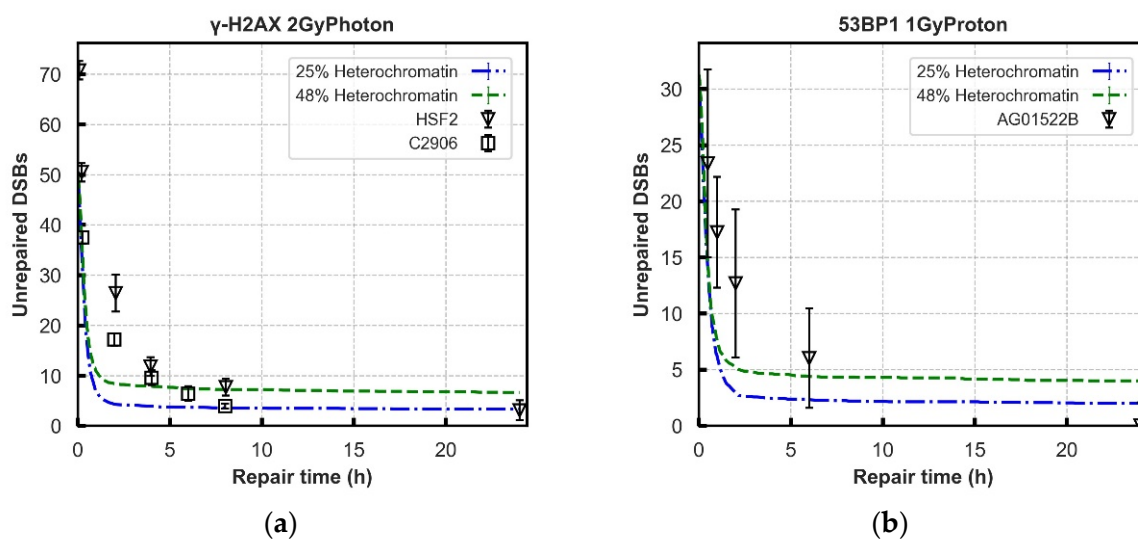 γ-H2AX 2GyPhoton
Unrepaired DSBs
70
60
50
40
30
20
10
0
25% Heterochromatin
48% Heterochromatin
HSF2
C2906
0 5 10 15 20
Repair time (h)
(a)
53BP1 1GyProton
Unrepaired DSBs
30
25
20
15
10
5
0
25% Heterochromatin
48% Heterochromatin
AG01522B
0 5 10 15 20
Repair time (h)
(b)